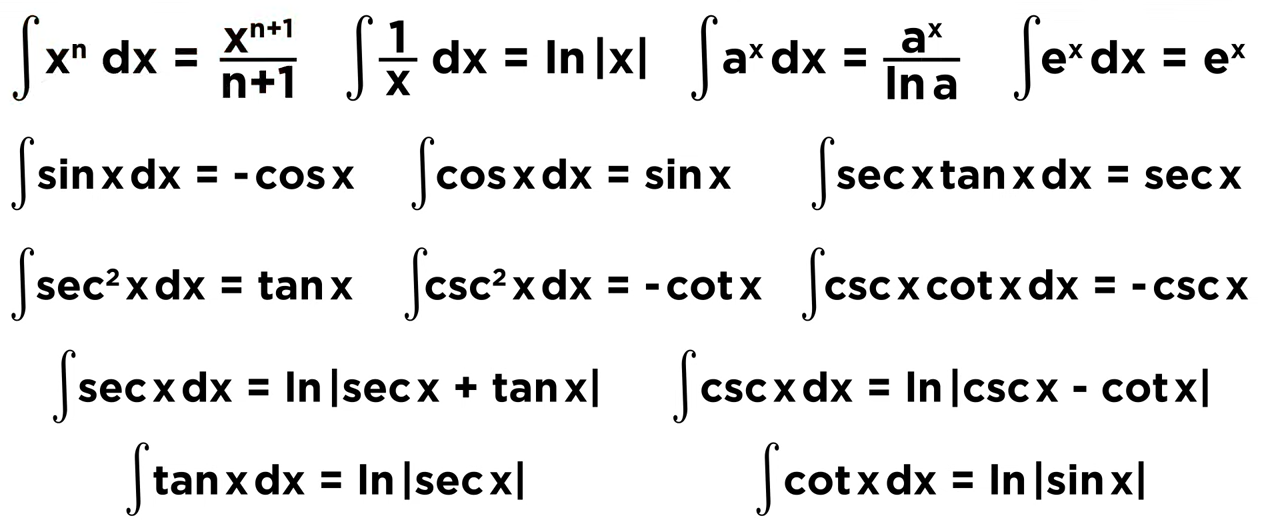 ∫xⁿ dx = xⁿ⁺¹/n+1 ∫1/x dx = ln|x| ∫aˣ dx = aˣ/ln a ∫eˣ dx = eˣ
∫sin x dx = -cos x ∫cos x dx = sin x ∫sec x tan x dx = sec x
∫sec² x dx = tan x ∫csc² x dx = -cot x ∫csc x cot x dx = -csc x
∫sec x dx = ln|sec x + tan x| ∫csc x dx = ln|csc x - cot x|
∫tan x dx = ln|sec x| ∫cot x dx = ln|sin x|